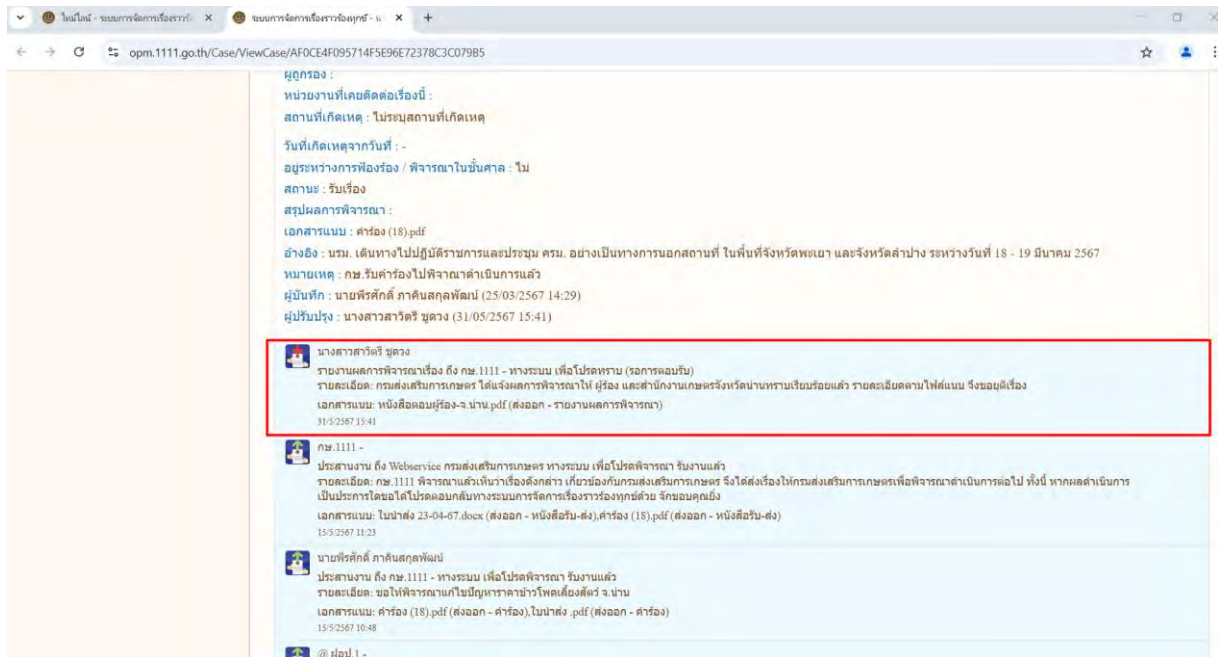 ไทม์ไลน์ - ระบบการจัดการเรื่องราวร้
ระบบการจัดการเรื่องราวร้องทุกข์ - น
opm.1111.go.th/Case/ViewCase/AF0CE4F095714F5E96E72378C3C079B5
ผู้ถูกร้อง :
หน่วยงานที่เคยติดต่อเรื่องนี้ :
สถานที่เกิดเหตุ : ไม่ระบุสถานที่เกิดเหตุ
วันที่เกิดเหตุจากวันที่ : -
อยู่ระหว่างการฟ้องร้อง / พิจารณาในชั้นศาล : ไม่
สถานะ : รับเรื่อง
สรุปผลการพิจารณา :
เอกสารแนบ : คำร้อง (18).pdf
อ้างอิง : นรม. เดินทางไปปฏิบัติราชการและประชุม ครม. อย่างเป็นทางการนอกสถานที่ ในพื้นที่จังหวัดพะเยา และจังหวัดลำปาง ระหว่างวันที่ 18 - 19 มีนาคม 2567
หมายเหตุ : กษ.รับคำร้องไปพิจาณาดำเนินการแล้ว
ผู้บันทึก : นายพีรศักดิ์ ภาคินสกุลพัฒน์ (25/03/2567 14:29)
ผู้ปรับปรุง : นางสาวสาวิตรี ชูดวง (31/05/2567 15:41)
นางสาวสาวิตรี ชูดวง
รายงานผลการพิจารณาเรื่อง ถึง กษ.1111 - ทางระบบ เพื่อโปรดทราบ (รอการตอบรับ)
รายละเอียด: กรมส่งเสริมการเกษตร ได้แจ้งผลการพิจารณาให้ ผู้ร้อง และสำนักงานเกษตรจังหวัดน่านทราบเรียบร้อยแล้ว รายละเอียดตามไฟล์แนบ จึงขอยุติเรื่อง
เอกสารแนบ: หนังสือตอบผู้ร้อง-จ.น่าน.pdf (ส่งออก - รายงานผลการพิจารณา)
31/5/2567 15:41
กษ.1111 -
ประสานงาน ถึง Webservice กรมส่งเสริมการเกษตร ทางระบบ เพื่อโปรดพิจารณา รับงานแล้ว
รายละเอียด: กษ.1111 พิจารณาแล้วเห็นว่าเรื่องดังกล่าว เกี่ยวข้องกับกรมส่งเสริมการเกษตร จึงได้ส่งเรื่องให้กรมส่งเสริมการเกษตรเพื่อพิจารณาดำเนินการต่อไป ทั้งนี้ หากผลดำเนินการ
เป็นประการใดขอได้โปรดตอบกลับทางระบบการจัดการเรื่องราวร้องทุกข์ด้วย จักขอบคุณยิ่ง
เอกสารแนบ: ใบนำส่ง 23-04-67.docx (ส่งออก - หนังสือรับ-ส่ง),คำร้อง (18).pdf (ส่งออก - หนังสือรับ-ส่ง)
15/5/2567 11:23
นายพีรศักดิ์ ภาคินสกุลพัฒน์
ประสานงาน ถึง กษ.1111 - ทางระบบ เพื่อโปรดพิจารณา รับงานแล้ว
รายละเอียด: ขอให้พิจารณาแก้ไขปัญหาราคาข้าวโพดเลี้ยงสัตว์ จ.น่าน
เอกสารแนบ: คำร้อง (18).pdf (ส่งออก - คำร้อง),ใบนำส่ง .pdf (ส่งออก - คำร้อง)
15/5/2567 10:48